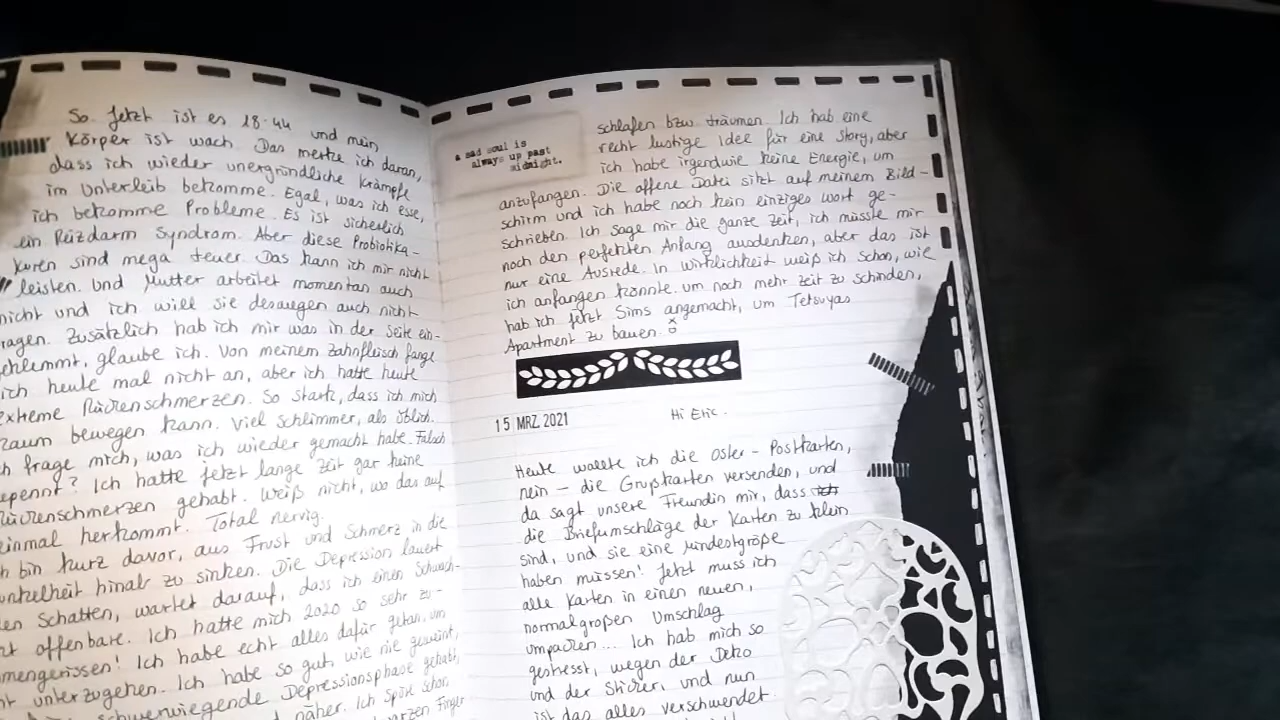 So. Jetzt ist es 18.44 und mein
Körper ist wach. Das merke ich daran,
dass ich wieder unergründliche Krämpfe
im Unterleib bekomme. Egal, was ich esse,
ich bekomme Probleme. Es ist sicherlich
ein Reizdarm Syndrom. Aber diese Probiotika-
kuren sind mega teuer. Das kann ich mir nicht
leisten. Und Mutter arbeitet momentan auch
nicht und ich will sie deswegen auch nicht
ragen. Zusätzlich hab ich mir was in der Seite ein-
eklemmt, glaube ich. Von meinem Zahnfleisch fange
ich heute mal nicht an, aber ich hatte heute
extreme Rückenschmerzen. So stark, dass ich mich
kaum bewegen kann. Viel schlimmer, als üblich.
ch frage mich, was ich wieder gemacht habe. Falsch
epennt? Ich hatte jetzt lange Zeit gar keine
Rückenschmerzen gehabt. Weiß nicht, wo das auf
einmal herkommt. Total nervig.
h bin kurz davor, aus Frust und Schmerz in die
unkelheit hinab zu sinken. Die Depression lauert
den Schatten, wartet darauf, dass ich einen Schwach-
kt offenbare. Ich hatte mich 2020 so sehr zu-
mengerissen! Ich habe echt alles dafür getan, um
ht unterzugehen. Ich habe so gut wie nie geweint,
schwerwiegende Depressionsphase gehabt,
näher. Ich spüre schon
Finger
a sad soul is
always up past
midnight.
schlafen bzw träumen. Ich hab eine
recht lustige Idee für eine Story, aber
ich habe irgendwie keine Energie, um
anzufangen. Die offene Datei sitzt auf meinem Bild-
schirm und ich habe noch kein einziges Wort ge-
schrieben. Ich sage mir die ganze Zeit, ich müsste mir
noch den perfekten Anfang ausdenken, aber das ist
nur eine Ausrede. In Wirklichkeit weiß ich schon, wie
ich anfangen könnte. Um noch mehr Zeit zu schinden,
hab ich jetzt Sims angemacht, um Tetsuyas
Apartment zu bauen.
15 MRZ. 2021
Hi Eric.
Heute wollte ich die Oster-Postkarten,
nein – die Grußkarten versenden, und
da sagt unsere Freundin mir, dass ich
die Briefumschläge der Karten zu klein
sind, und sie eine Mindestgröße
haben müssen! Jetzt muss ich
alle Karten in einen neuen,
normalgroßen Umschlag
umpacken... Ich hab mich so
gestresst, wegen der Deko
und der Sticker, und nun
ist das alles verschwendet.